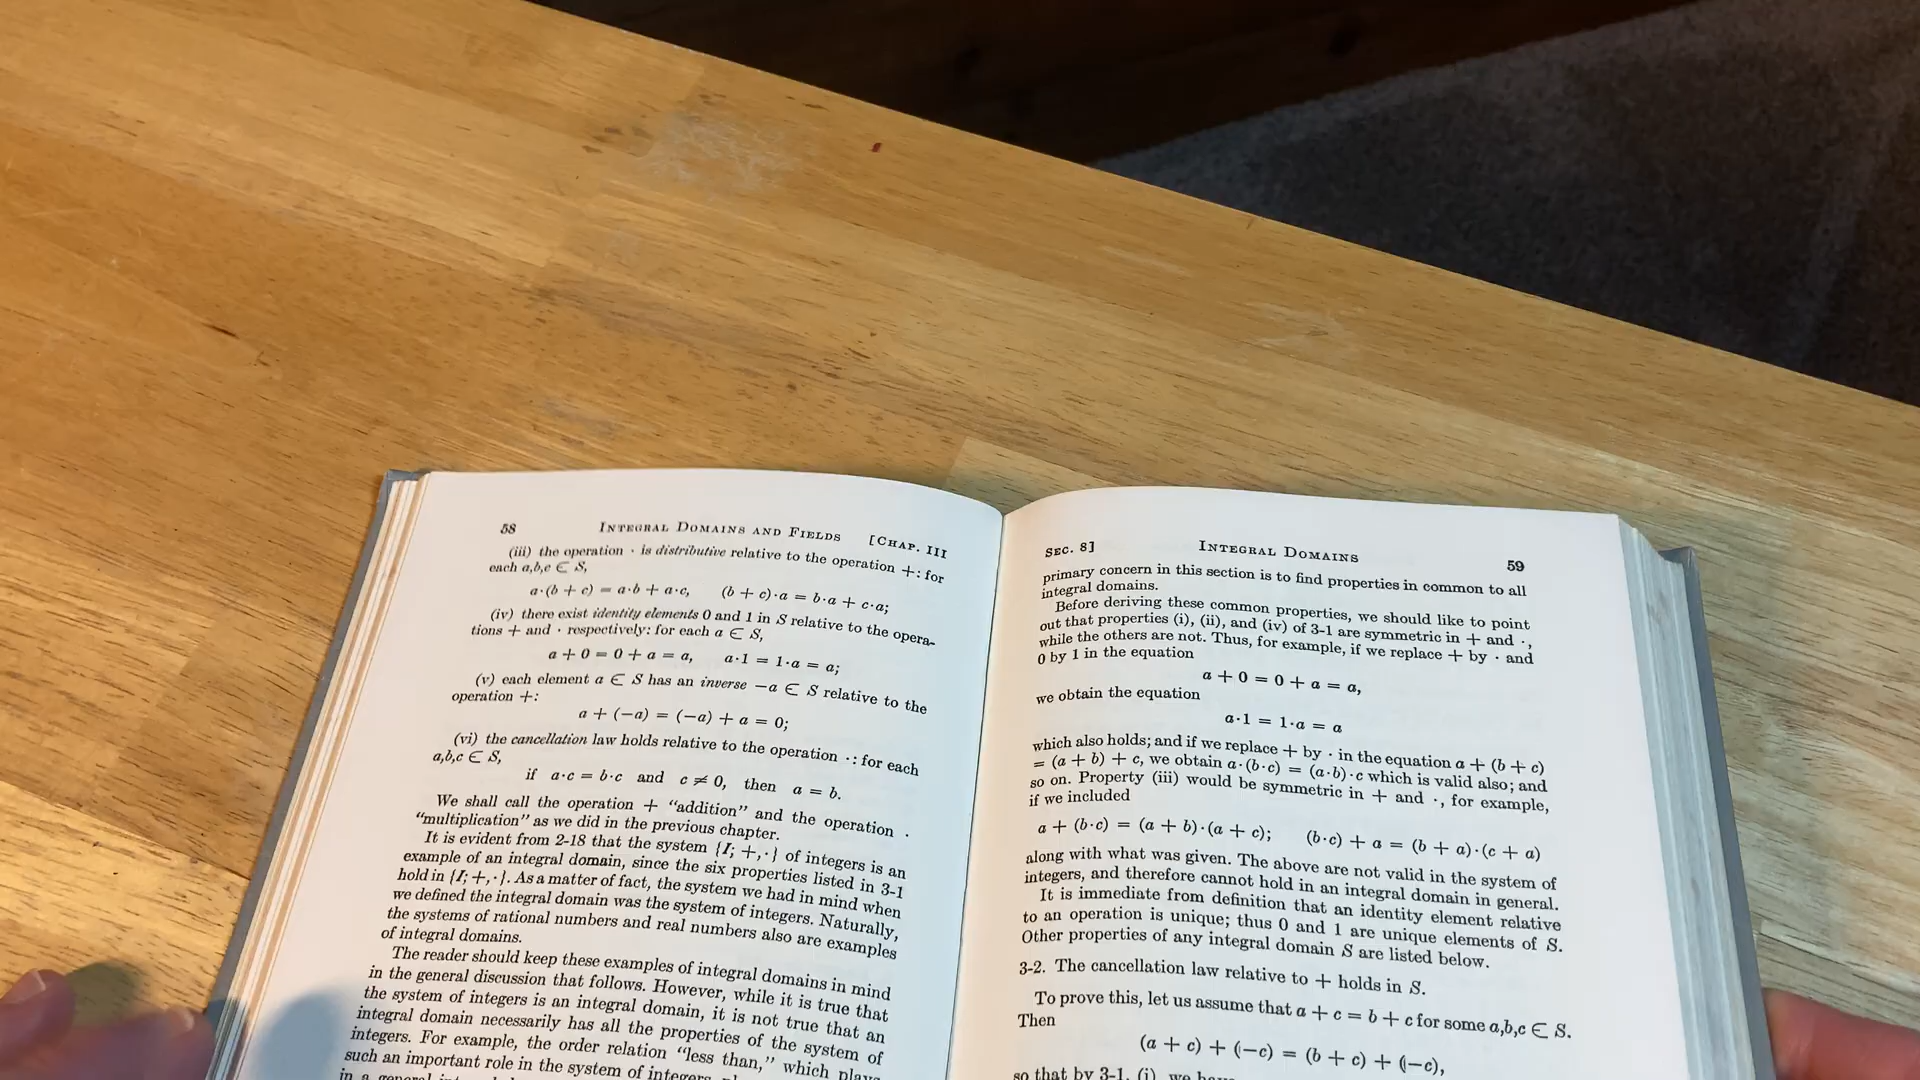 58 INTEGRAL DOMAINS AND FIELDS [CHAP. III
(iii) the operation · is distributive relative to the operation +: for
each a,b,c ∈ S,
a·(b + c) = a·b + a·c, (b + c)·a = b·a + c·a;
(iv) there exist identity elements 0 and 1 in S relative to the opera-
tions + and · respectively: for each a ∈ S,
a + 0 = 0 + a = a, a·1 = 1·a = a;
(v) each element a ∈ S has an inverse −a ∈ S relative to the
operation +:
a + (−a) = (−a) + a = 0;
(vi) the cancellation law holds relative to the operation ·: for each
a,b,c ∈ S,
if a·c = b·c and c ≠ 0, then a = b.
We shall call the operation + "addition" and the operation ·
"multiplication" as we did in the previous chapter.
It is evident from 2-18 that the system {I; +,·} of integers is an
example of an integral domain, since the six properties listed in 3-1
hold in {I; +,·}. As a matter of fact, the system we had in mind when
we defined the integral domain was the system of integers. Naturally,
the systems of rational numbers and real numbers also are examples
of integral domains.
The reader should keep these examples of integral domains in mind
in the general discussion that follows. However, while it is true that
the system of integers is an integral domain, it is not true that an
integral domain necessarily has all the properties of the system of
integers. For example, the order relation "less than," which plays
such an important role in the system of integers,
in a general
SEC. 8] INTEGRAL DOMAINS 59
primary concern in this section is to find properties in common to all
integral domains.
Before deriving these common properties, we should like to point
out that properties (i), (ii), and (iv) of 3-1 are symmetric in + and ·,
while the others are not. Thus, for example, if we replace + by · and
0 by 1 in the equation
a + 0 = 0 + a = a,
we obtain the equation
a·1 = 1·a = a
which also holds; and if we replace + by · in the equation a + (b + c)
= (a + b) + c, we obtain a·(b·c) = (a·b)·c which is valid also; and
so on. Property (iii) would be symmetric in + and ·, for example,
if we included
a + (b·c) = (a + b)·(a + c); (b·c) + a = (b + a)·(c + a)
along with what was given. The above are not valid in the system of
integers, and therefore cannot hold in an integral domain in general.
It is immediate from definition that an identity element relative
to an operation is unique; thus 0 and 1 are unique elements of S.
Other properties of any integral domain S are listed below.
3-2. The cancellation law relative to + holds in S.
To prove this, let us assume that a + c = b + c for some a,b,c ∈ S.
Then
(a + c) + (−c) = (b + c) + (−c),
so that by 3-1, (i), we have